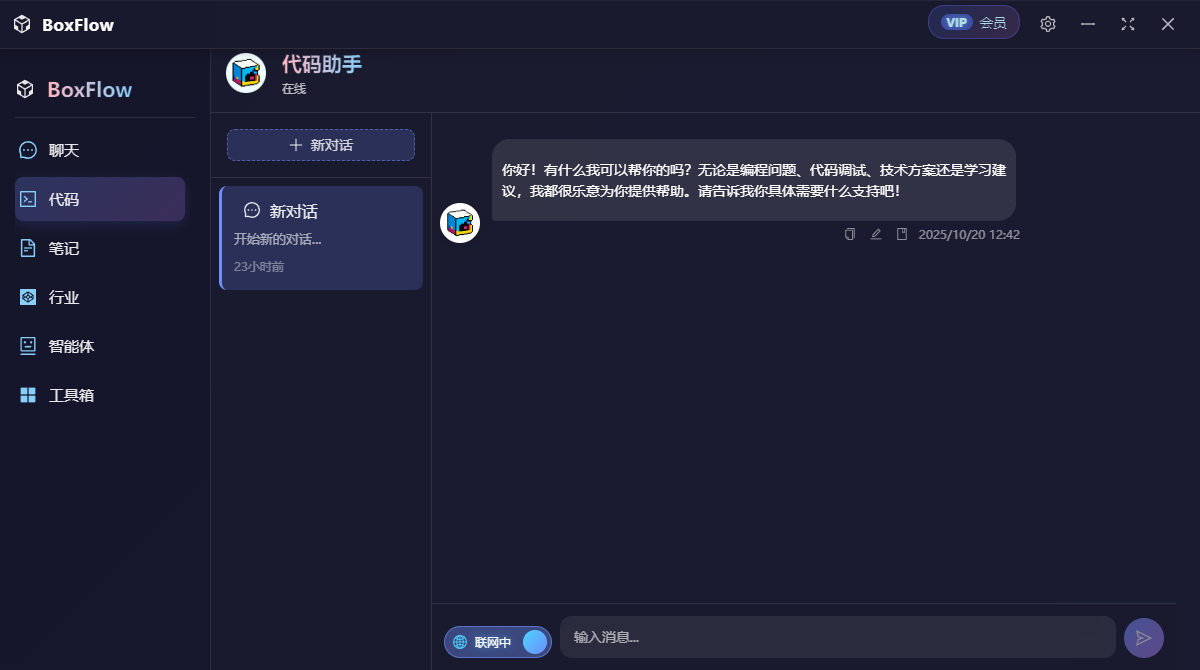 BoxFlow
VIP 会员
BoxFlow
聊天
代码
笔记
行业
智能体
工具箱
代码助手
在线
新对话
新对话
开始新的对话...
23小时前
你好！有什么我可以帮你的吗？无论是编程问题、代码调试、技术方案还是学习建
议，我都很乐意为你提供帮助。请告诉我你具体需要什么支持吧！
2025/10/20 12:42
联网中
输入消息...